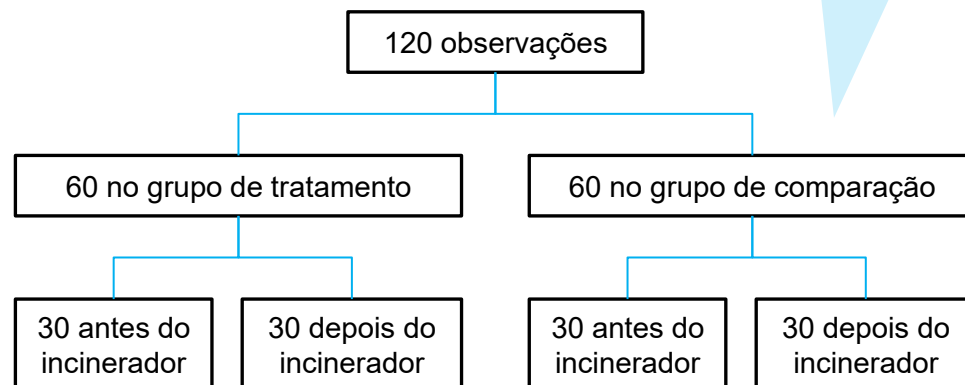 120 observações
60 no grupo de tratamento
60 no grupo de comparação
30 antes do
incinerador
30 depois do
incinerador
30 antes do
incinerador
30 depois do
incinerador